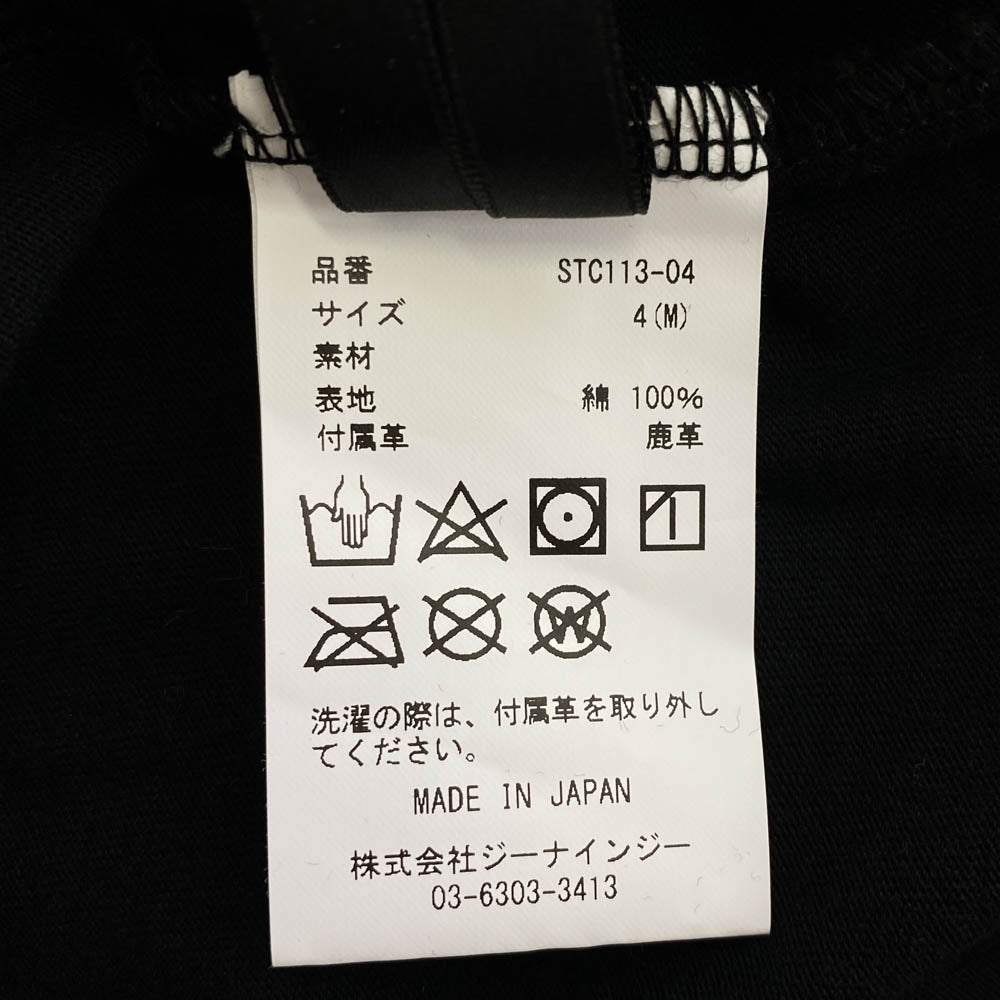 品番 STC113-04
サイズ 4(M)
素材
表地 綿 100%
付属革 鹿革
W
洗濯の際は、付属革を取り外し
てください。
MADE IN JAPAN
株式会社ジーナインジー
03-6303-3413